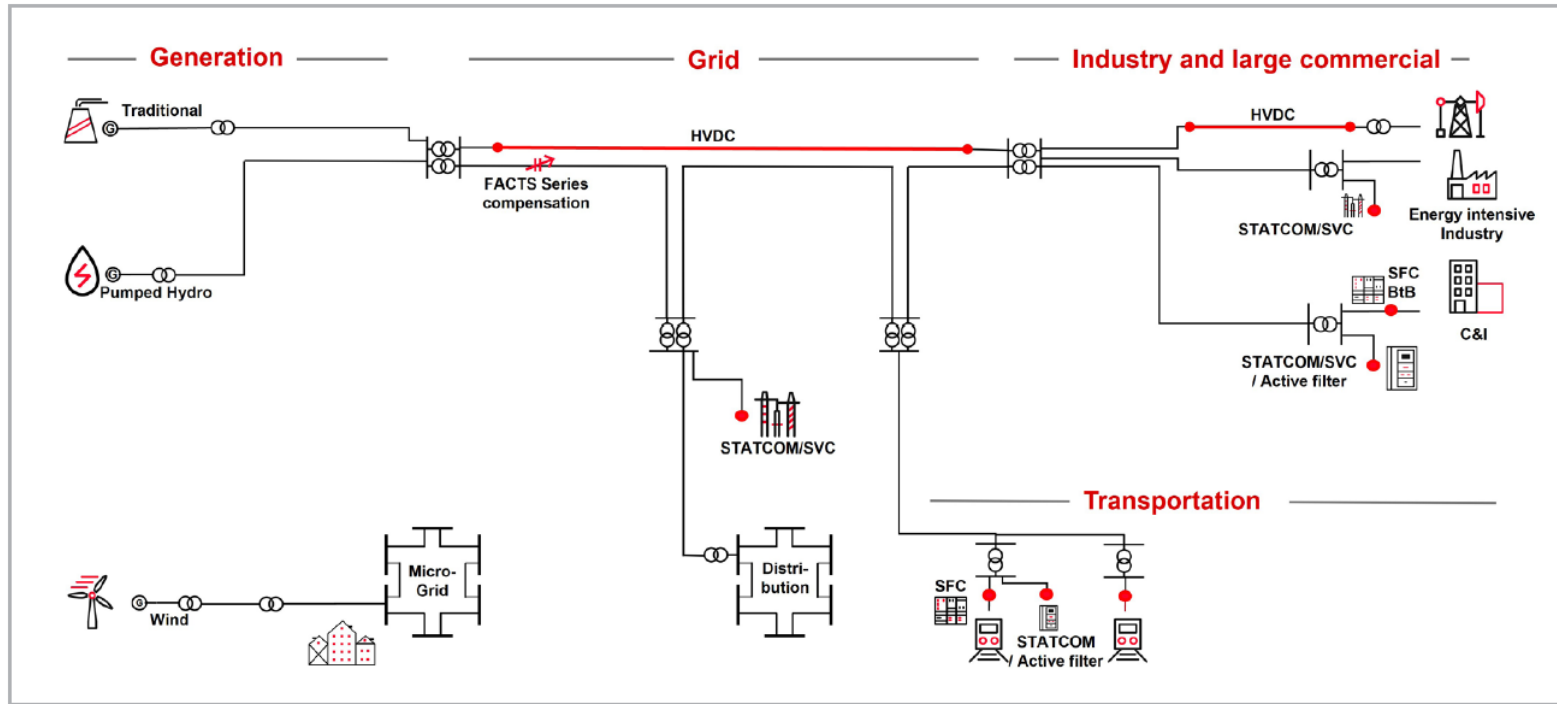 Generation
Grid
Industry and large commercial
Traditional
G
HVDC
HVDC
FACTS Series
compensation
STATCOM/SVC
Energy intensive
Industry
G
Pumped Hydro
SFC
BtB
C&I
STATCOM/SVC
/ Active filter
STATCOM/SVC
Transportation
Micro-
Grid
Distri-
bution
G
Wind
SFC
STATCOM
/ Active filter